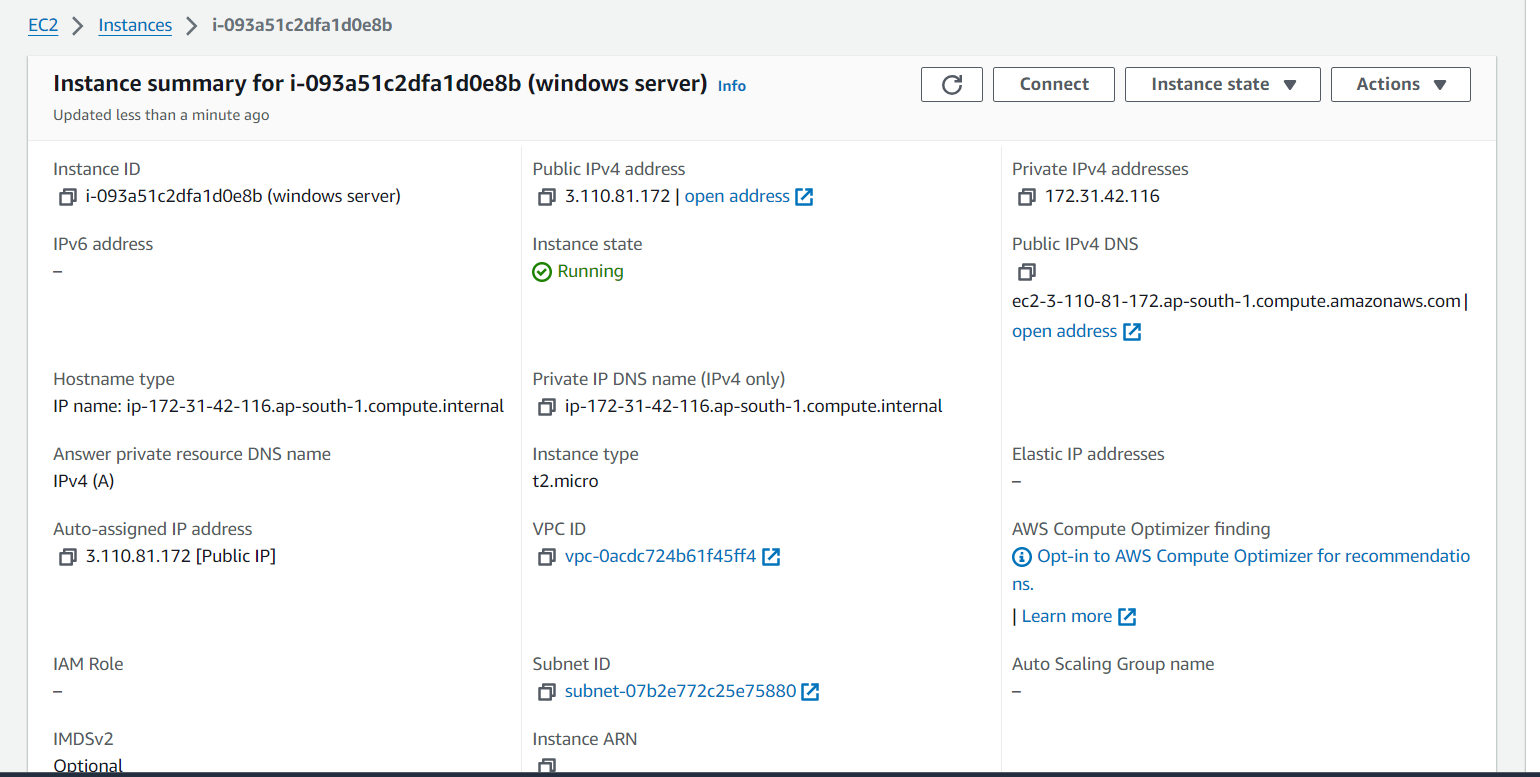 EC2 > Instances > i-093a51c2dfa1d0e8b
Instance summary for i-093a51c2dfa1d0e8b (windows server) Info
Updated less than a minute ago
Connect
Instance state
Actions
Instance ID
i-093a51c2dfa1d0e8b (windows server)
Public IPv4 address
3.110.81.172 | open address
Private IPv4 addresses
172.31.42.116
IPv6 address
–
Instance state
Running
Public IPv4 DNS
ec2-3-110-81-172.ap-south-1.compute.amazonaws.com |
open address
Hostname type
IP name: ip-172-31-42-116.ap-south-1.compute.internal
Private IP DNS name (IPv4 only)
ip-172-31-42-116.ap-south-1.compute.internal
Answer private resource DNS name
IPv4 (A)
Instance type
t2.micro
Elastic IP addresses
–
Auto-assigned IP address
3.110.81.172 [Public IP]
VPC ID
vpc-0acdc724b61f45ff4
AWS Compute Optimizer finding
Opt-in to AWS Compute Optimizer for recommendatio
ns.
| Learn more
IAM Role
–
Subnet ID
subnet-07b2e772c25e75880
Auto Scaling Group name
–
IMDSv2
Optional
Instance ARN